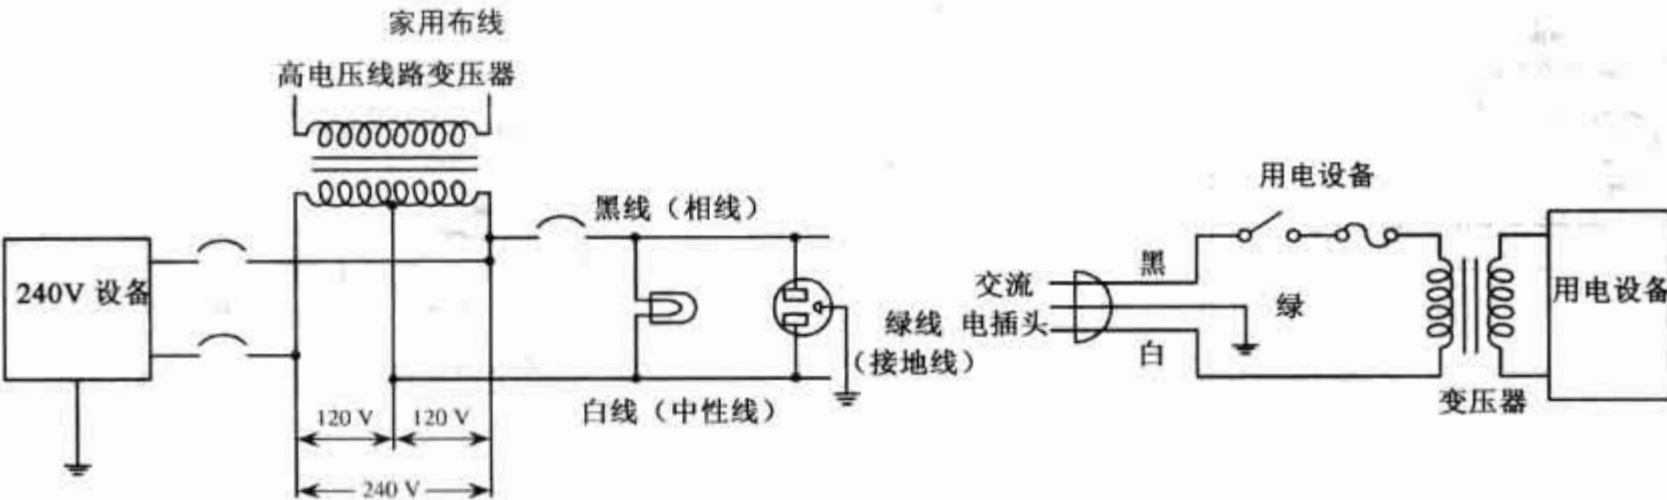 家用布线
高电压线路变压器
黑线（相线）
240V 设备
绿线
（接地线）
白线（中性线）
120 V
120 V
240 V
用电设备
交流
电插头
黑
绿
白
变压器
用电设备